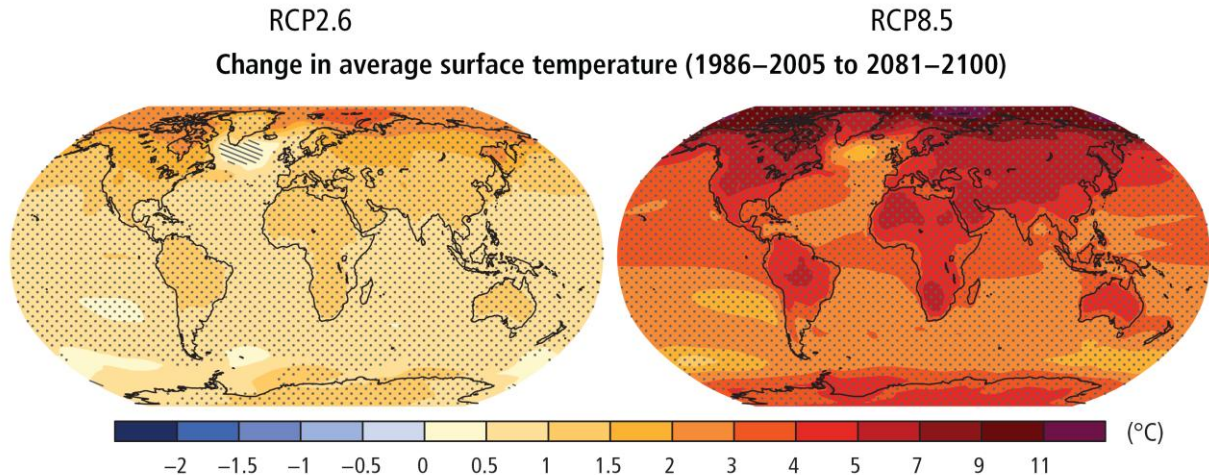 RCP2.6 RCP8.5
Change in average surface temperature (1986–2005 to 2081–2100)
(°C)
−2 −1.5 −1 −0.5 0 0.5 1 1.5 2 3 4 5 7 9 11